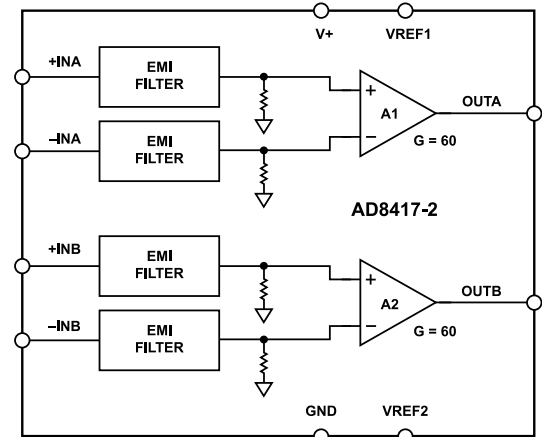 V+
VREF1
+INA
EMI
FILTER
+
A1
OUTA
–INA
EMI
FILTER
–
G = 60
AD8417-2
+INB
EMI
FILTER
+
A2
OUTB
–INB
EMI
FILTER
–
G = 60
GND
VREF2